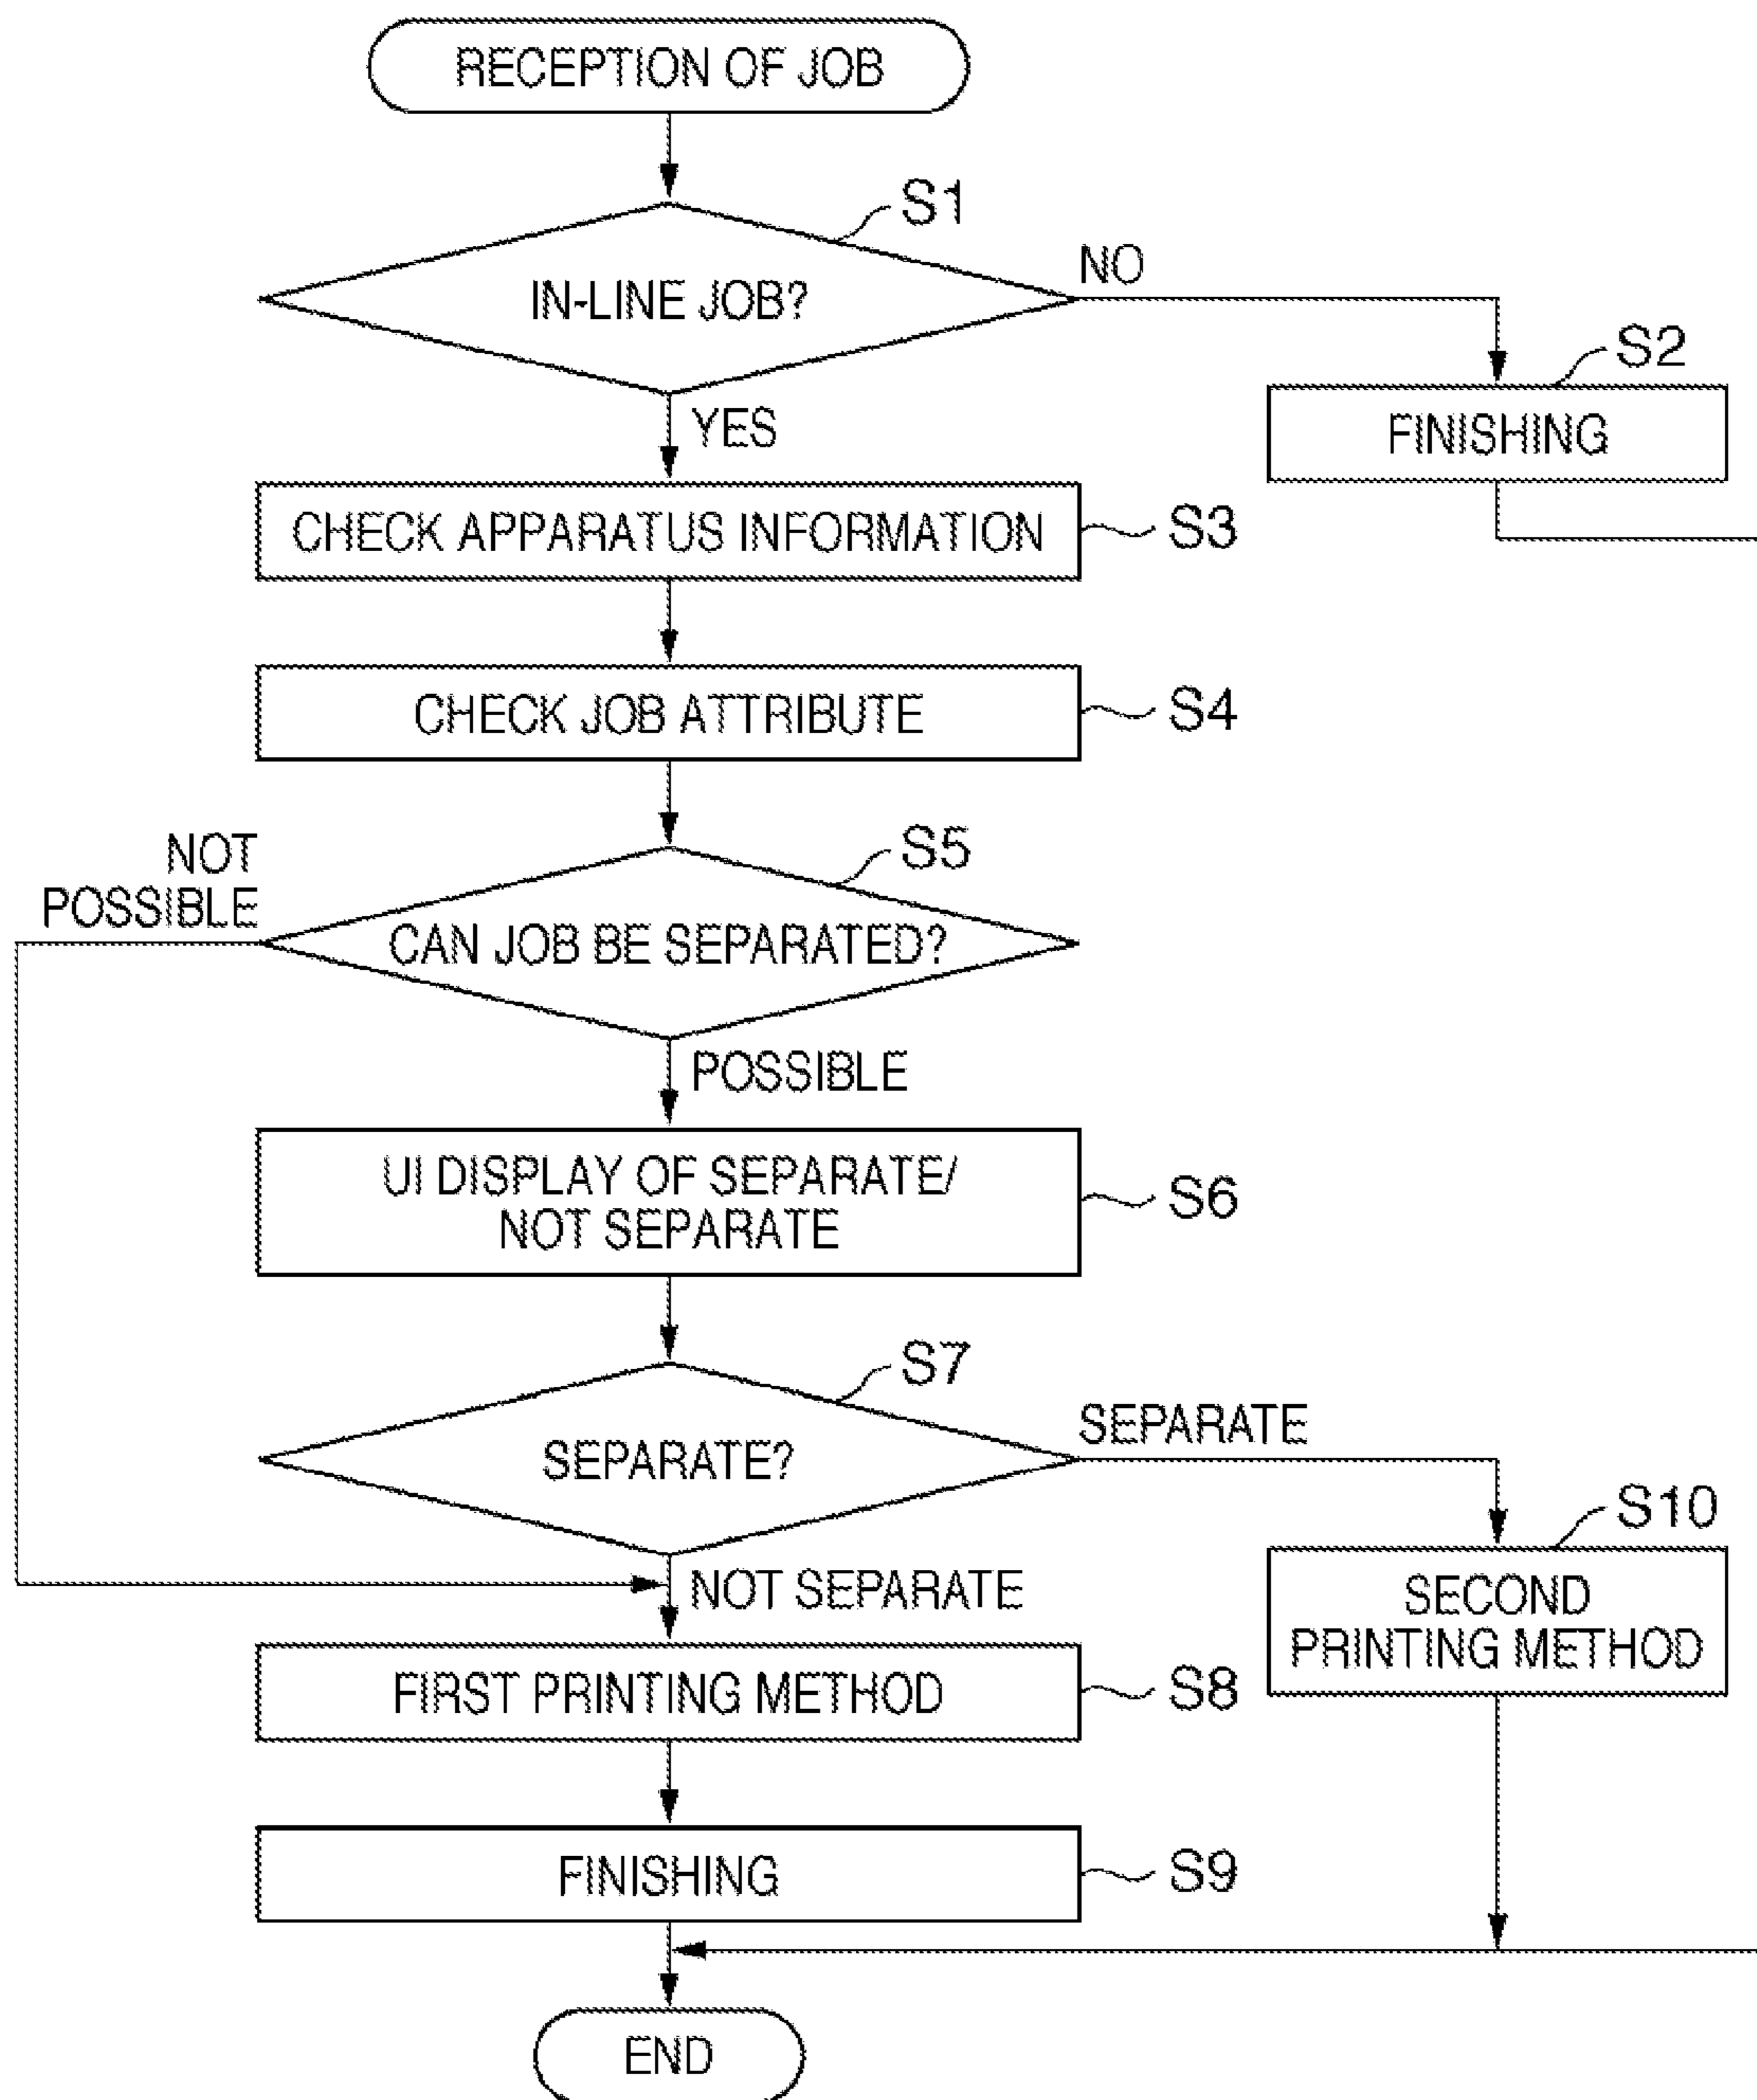 RECEPTION OF JOB
S1
IN-LINE JOB?
NO
S2
FINISHING
YES
CHECK APPARATUS INFORMATION
S3
CHECK JOB ATTRIBUTE
S4
NOT
POSSIBLE
S5
CAN JOB BE SEPARATED?
POSSIBLE
UI DISPLAY OF SEPARATE/
NOT SEPARATE
S6
S7
SEPARATE?
SEPARATE
S10
SECOND
PRINTING METHOD
NOT SEPARATE
FIRST PRINTING METHOD
S8
FINISHING
S9
END